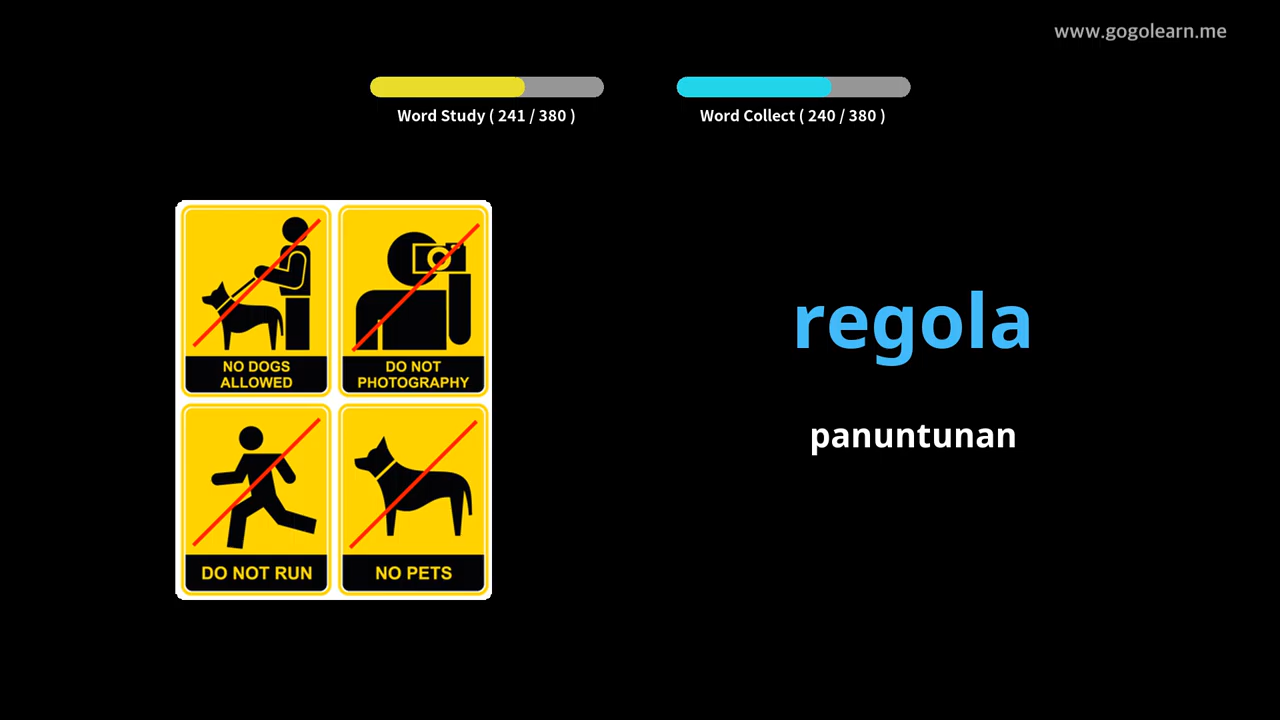 www.gogolearn.me
Word Study ( 241 / 380 )
Word Collect ( 240 / 380 )
NO DOGS
ALLOWED
DO NOT
PHOTOGRAPHY
DO NOT RUN
NO PETS
regola
panuntunan